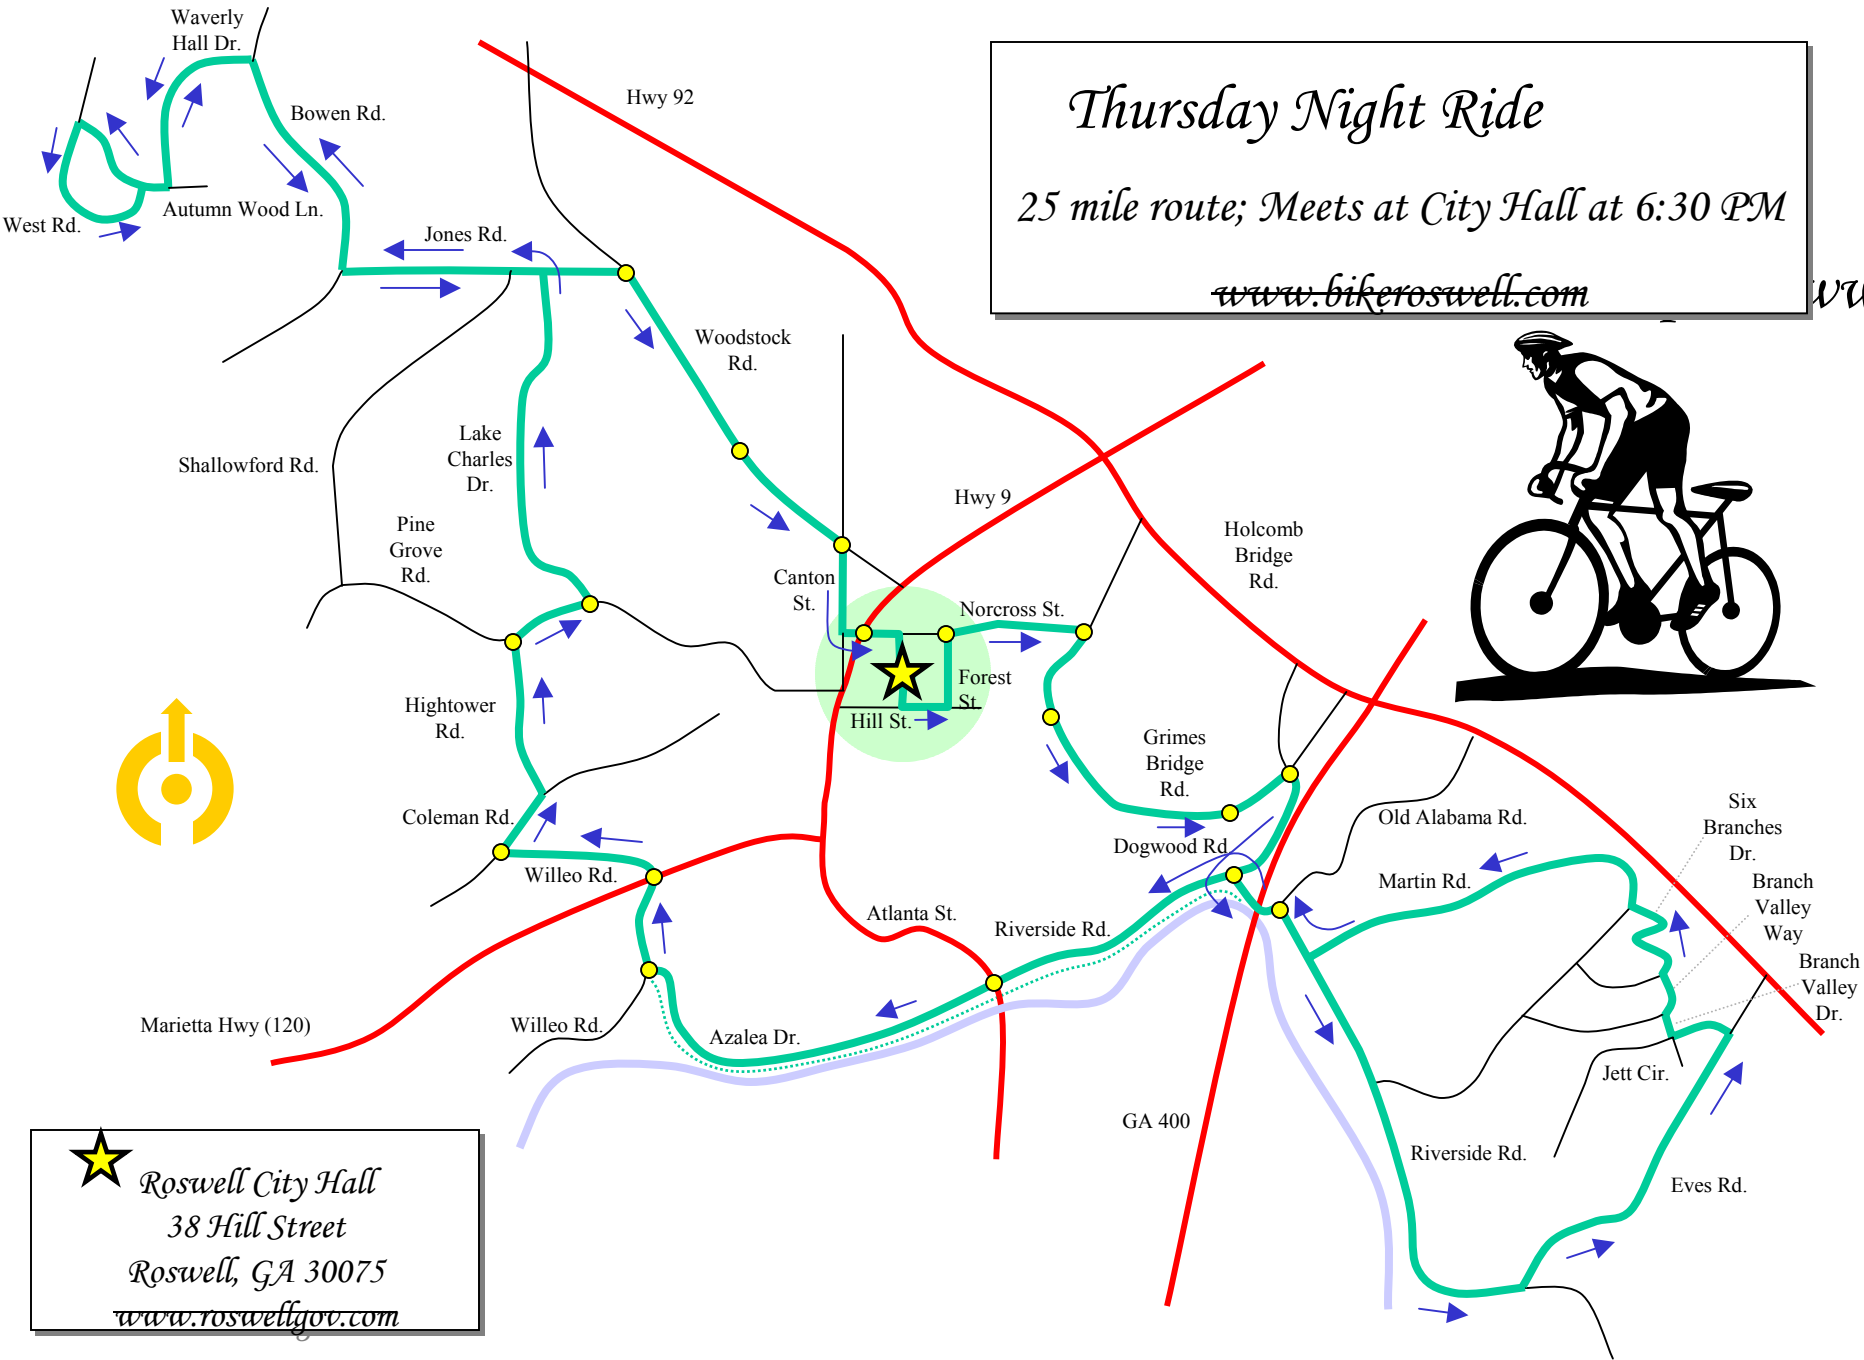 Waverly
Hall Dr.
Bowen Rd.
Hwy 92
Thursday Night Ride
25 mile route; Meets at City Hall at 6:30 PM
www.bikeroswell.com
West Rd.
Autumn Wood Ln.
Jones Rd.
Woodstock
Rd.
Shallowford Rd.
Lake
Charles
Dr.
Hwy 9
Pine
Grove
Rd.
Holcomb
Bridge
Rd.
Canton
St.
Norcross St.
Forest
St.
Hill St.
Hightower
Rd.
Grimes
Bridge
Rd.
Coleman Rd.
Willeo Rd.
Dogwood Rd.
Old Alabama Rd.
Six
Branches
Dr.
Martin Rd.
Branch
Valley
Way
Atlanta St.
Riverside Rd.
Branch
Valley
Dr.
Marietta Hwy (120)
Willeo Rd.
Azalea Dr.
Jett Cir.
GA 400
Riverside Rd.
Eves Rd.
Roswell City Hall
38 Hill Street
Roswell, GA 30075
www.roswellgov.com